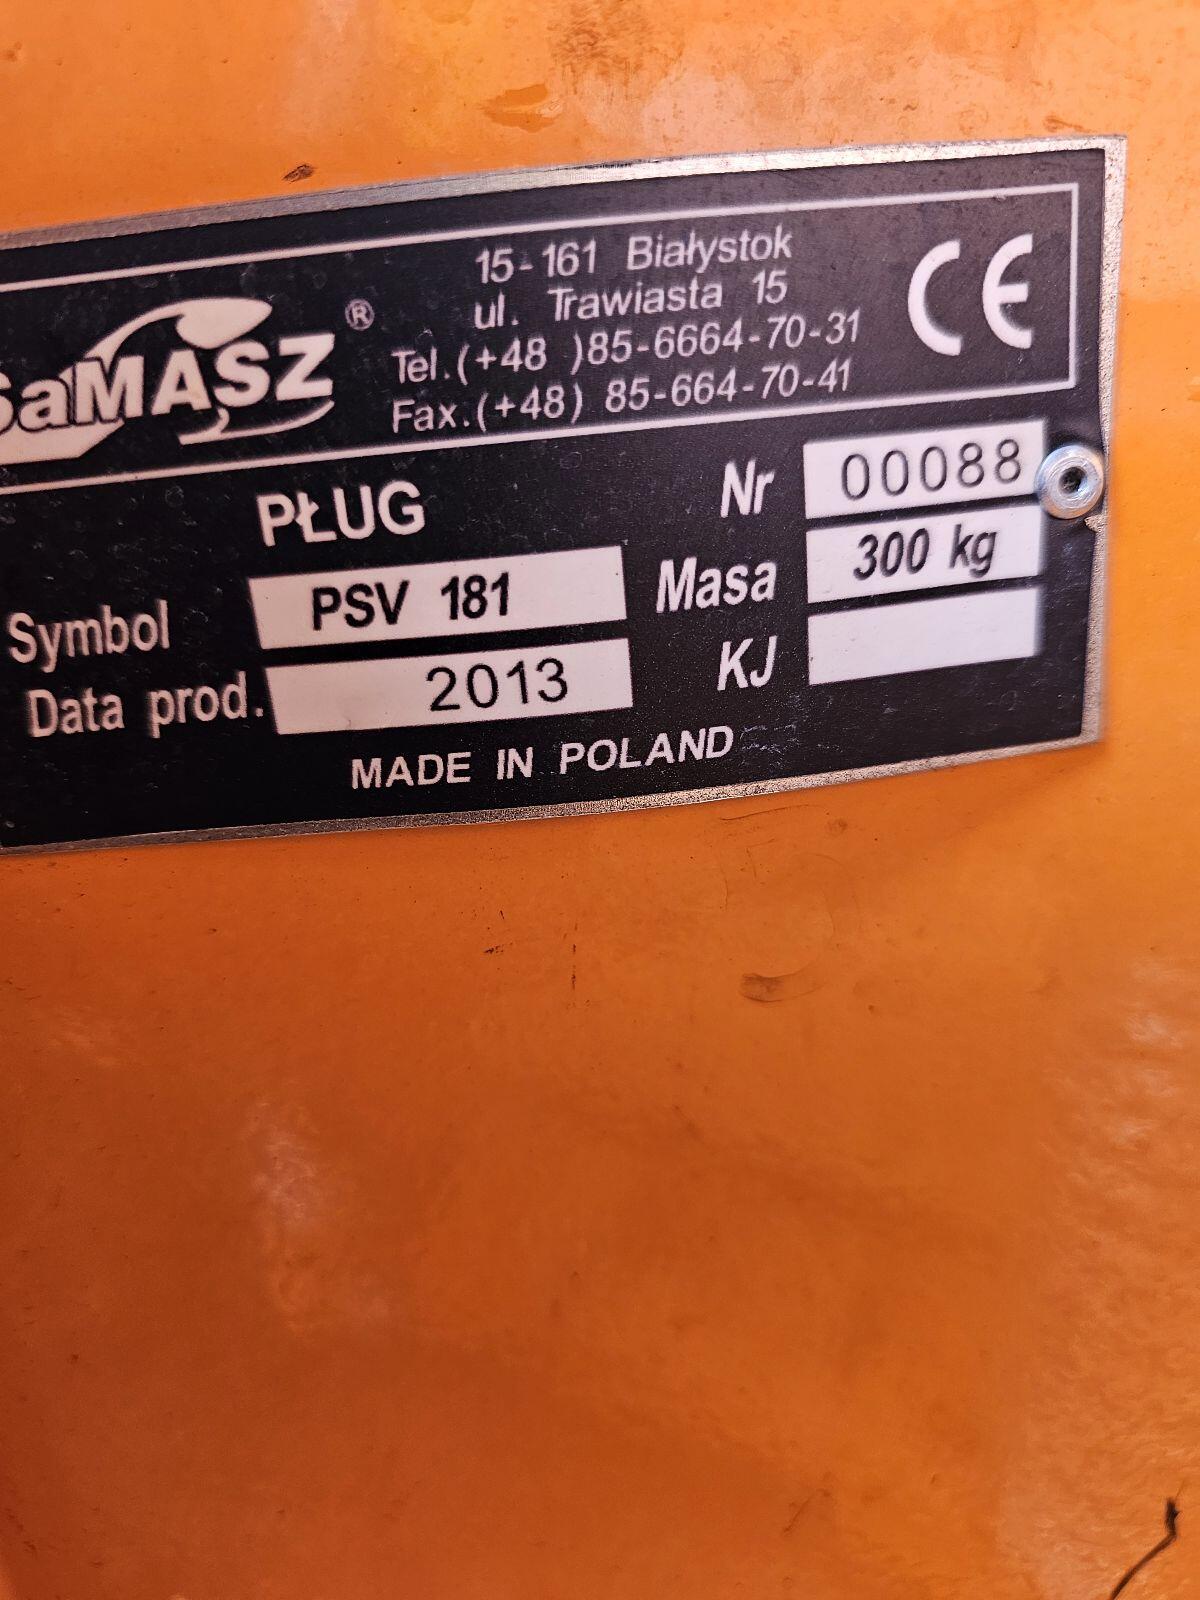 SaMASZ ®
15-161 Białystok
ul. Trawiasta 15
Tel.(+48 )85-6664-70-31
Fax.(+48) 85-664-70-41
CE
PŁUG
Nr 00088
Symbol PSV 181
Masa 300 kg
Data prod. 2013
KJ
MADE IN POLAND